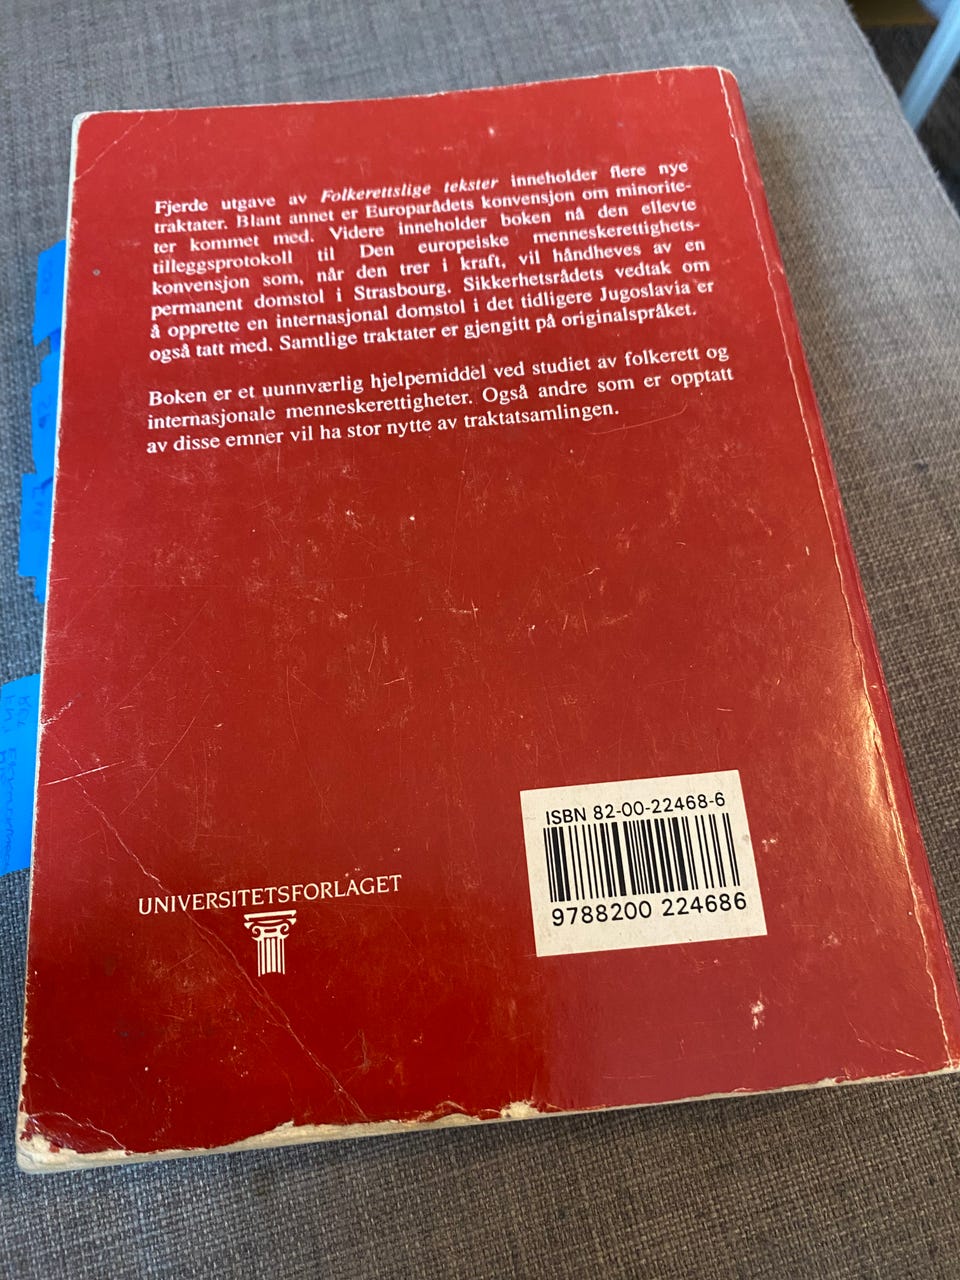 Fjerde utgave av Folkerettslige tekster inneholder flere nye
traktater. Blant annet er Europarådets konvensjon om minorite-
ter kommet med. Videre inneholder boken nå den ellevte
tilleggsprotokoll til Den europeiske menneskerettighets-
konvensjon som, når den trer i kraft, vil håndheves av en
permanent domstol i Strasbourg. Sikkerhetsrådets vedtak om
å opprette en internasjonal domstol i det tidligere Jugoslavia er
også tatt med. Samtlige traktater er gjengitt på originalspråket.
Boken er et uunnværlig hjelpemiddel ved studiet av folkerett og
internasjonale menneskerettigheter. Også andre som er opptatt
av disse emner vil ha stor nytte av traktatsamlingen.
ISBN 82-00-22468-6
9788200 224686
UNIVERSITETSFORLAGET